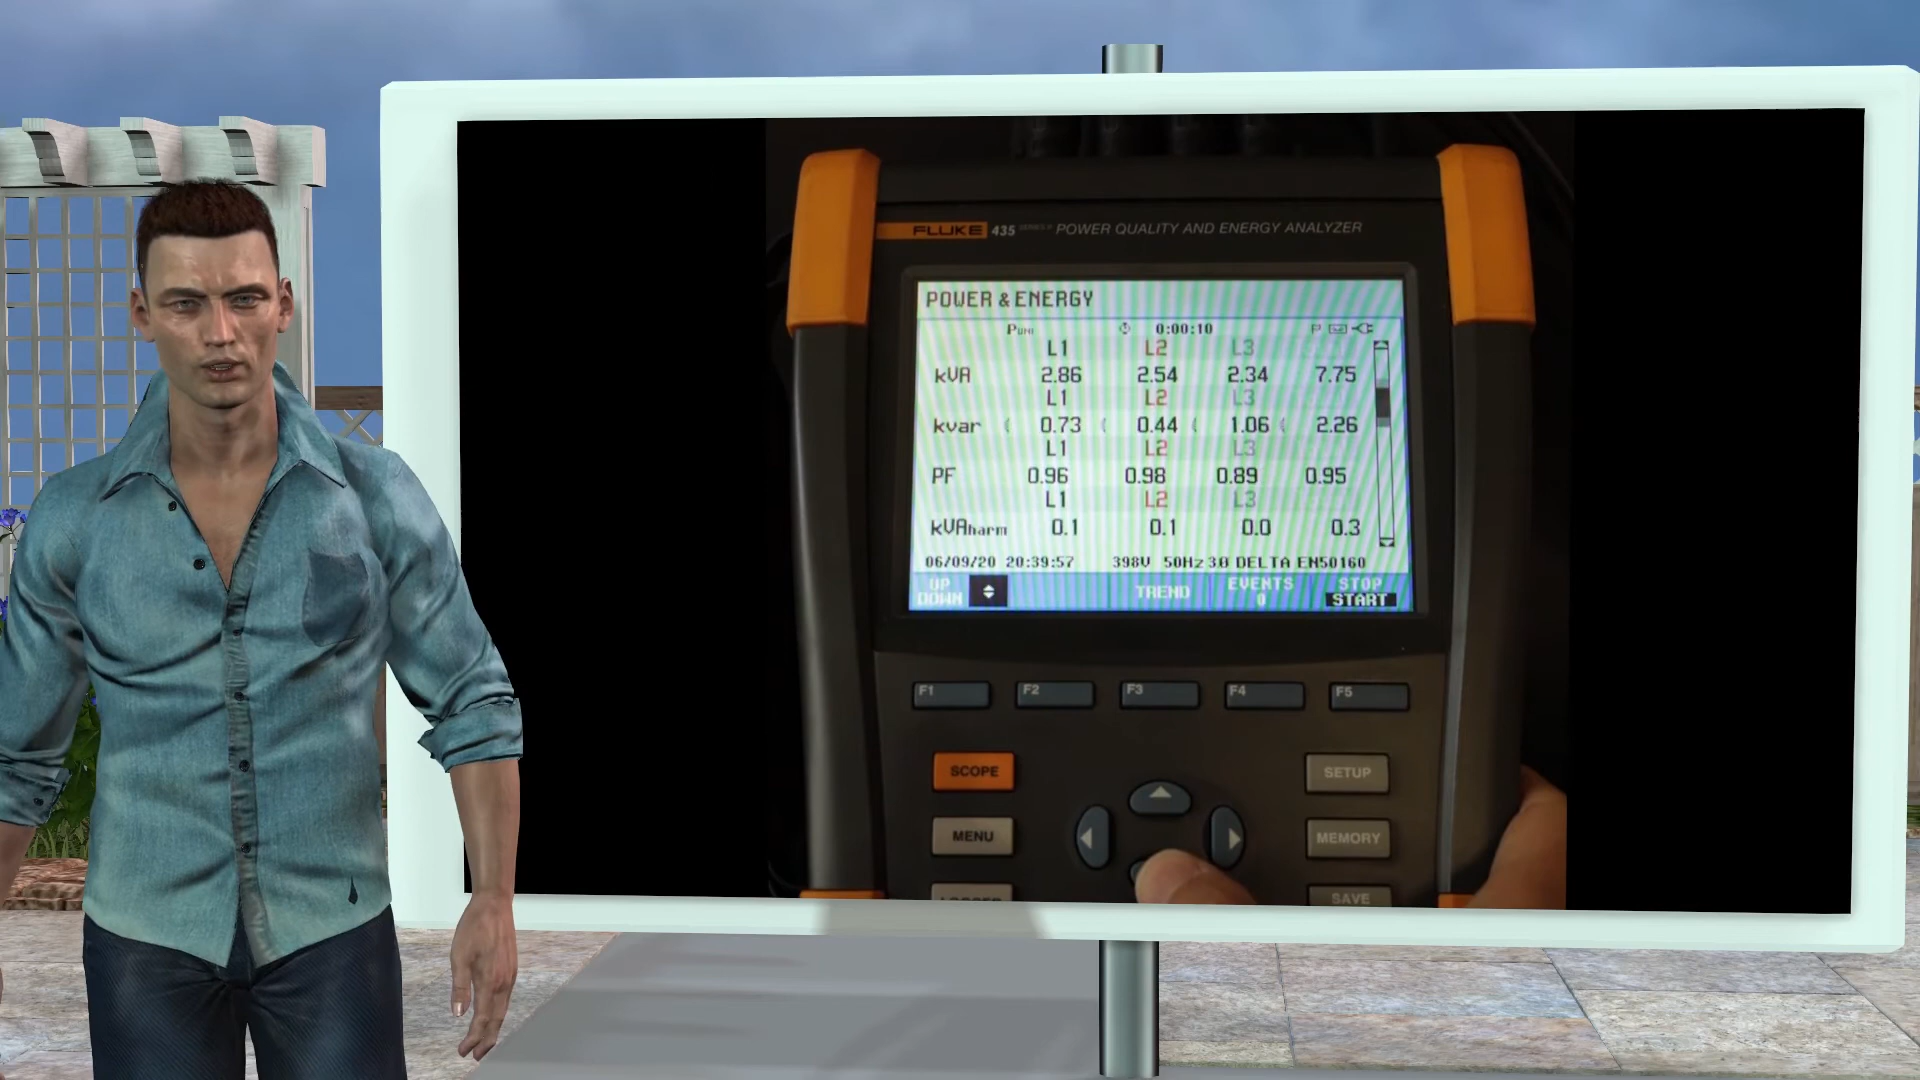 FLUKE 435 SERIES II POWER QUALITY AND ENERGY ANALYZER
POWER & ENERGY
PUNI 0:00:10 P
L1 L2 L3
kVA 2.86 2.54 2.34 7.75
L1 L2 L3
kvar 0.73 0.44 1.06 2.26
L1 L2 L3
PF 0.96 0.98 0.89 0.95
L1 L2 L3
kVAharm 0.1 0.1 0.0 0.3
06/09/20 20:39:57 398V 50Hz 3Ø DELTA EN50160
UP DOWN TREND EVENTS 0 STOP START
F1 F2 F3 F4 F5
SCOPE SETUP
MENU MEMORY
LOGGER SAVE